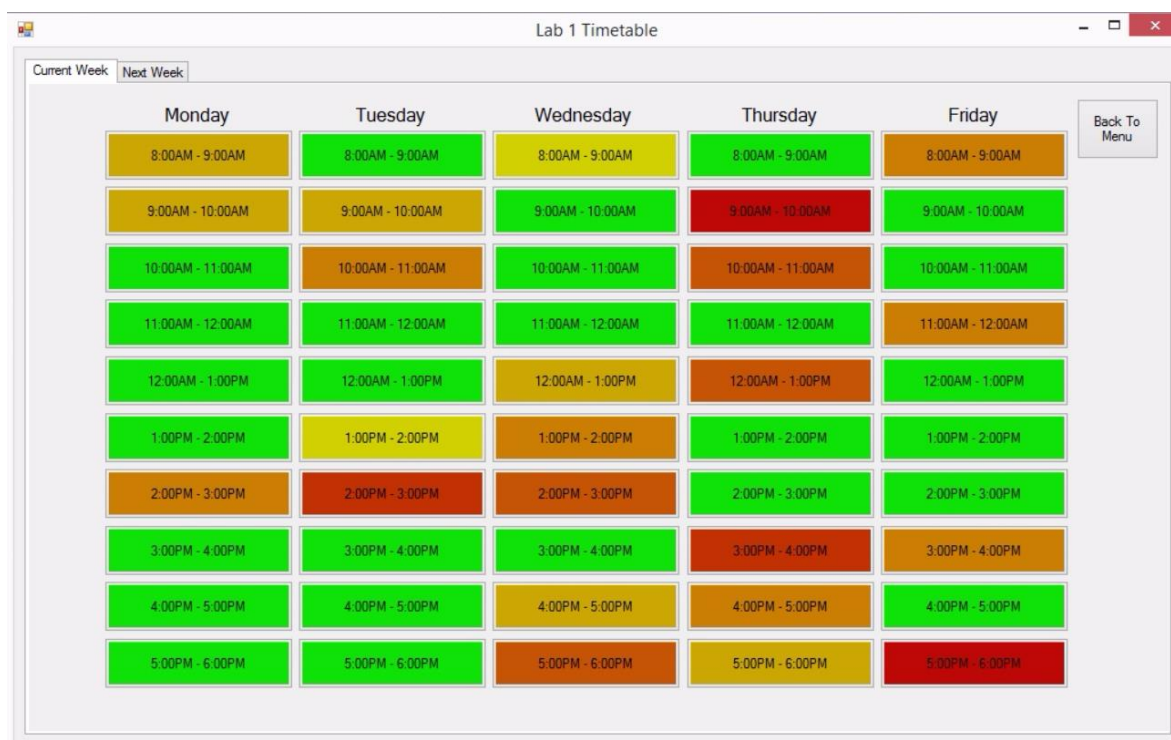 Lab 1 Timetable
Current Week Next Week
Monday Tuesday Wednesday Thursday Friday
Back To
Menu
8:00AM - 9:00AM 8:00AM - 9:00AM 8:00AM - 9:00AM 8:00AM - 9:00AM 8:00AM - 9:00AM
9:00AM - 10:00AM 9:00AM - 10:00AM 9:00AM - 10:00AM 9:00AM - 10:00AM 9:00AM - 10:00AM
10:00AM - 11:00AM 10:00AM - 11:00AM 10:00AM - 11:00AM 10:00AM - 11:00AM 10:00AM - 11:00AM
11:00AM - 12:00AM 11:00AM - 12:00AM 11:00AM - 12:00AM 11:00AM - 12:00AM 11:00AM - 12:00AM
12:00AM - 1:00PM 12:00AM - 1:00PM 12:00AM - 1:00PM 12:00AM - 1:00PM 12:00AM - 1:00PM
1:00PM - 2:00PM 1:00PM - 2:00PM 1:00PM - 2:00PM 1:00PM - 2:00PM 1:00PM - 2:00PM
2:00PM - 3:00PM 2:00PM - 3:00PM 2:00PM - 3:00PM 2:00PM - 3:00PM 2:00PM - 3:00PM
3:00PM - 4:00PM 3:00PM - 4:00PM 3:00PM - 4:00PM 3:00PM - 4:00PM 3:00PM - 4:00PM
4:00PM - 5:00PM 4:00PM - 5:00PM 4:00PM - 5:00PM 4:00PM - 5:00PM 4:00PM - 5:00PM
5:00PM - 6:00PM 5:00PM - 6:00PM 5:00PM - 6:00PM 5:00PM - 6:00PM 5:00PM - 6:00PM